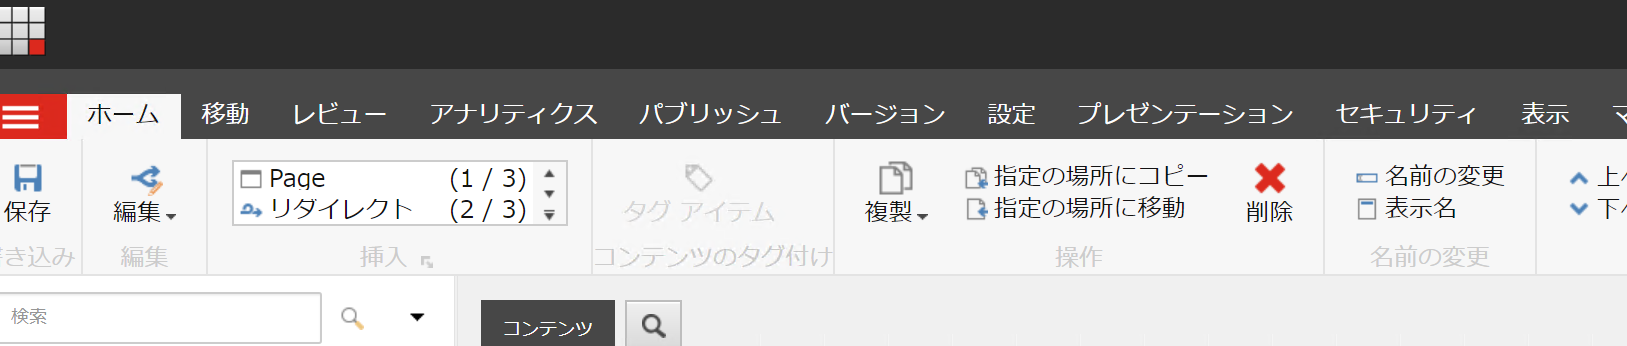 ホーム 移動 レビュー アナリティクス パブリッシュ バージョン 設定 プレゼンテーション セキュリティ 表示
保存
編集
Page (1 / 3)
リダイレクト (2 / 3)
タグ アイテム
複製
指定の場所にコピー
指定の場所に移動
削除
名前の変更
表示名
上へ
下へ
き込み 編集 挿入 コンテンツのタグ付け 操作 名前の変更
検索
コンテンツ